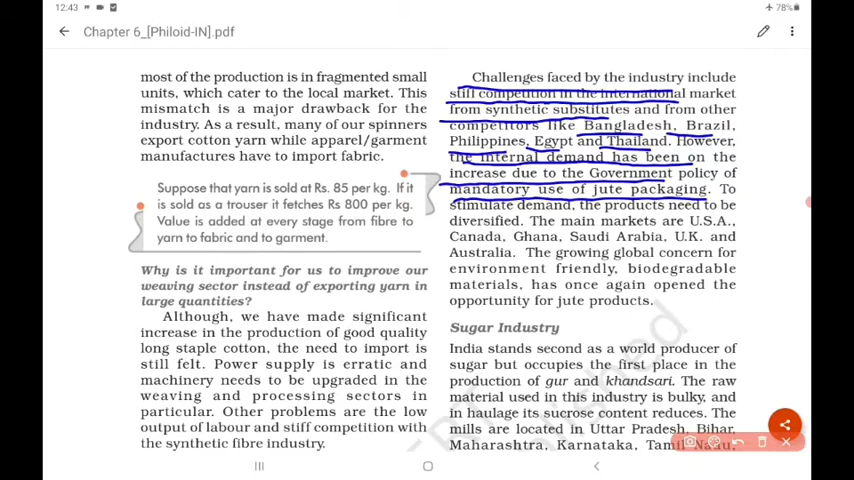 12:43
78%
Chapter 6_[Philoid-IN].pdf
most of the production is in fragmented small
units, which cater to the local market. This
mismatch is a major drawback for the
industry. As a result, many of our spinners
export cotton yarn while apparel/garment
manufactures have to import fabric.
Suppose that yarn is sold at Rs. 85 per kg. If it
is sold as a trouser it fetches Rs 800 per kg.
Value is added at every stage from fibre to
yarn to fabric and to garment.
Why is it important for us to improve our
weaving sector instead of exporting yarn in
large quantities?
Although, we have made significant
increase in the production of good quality
long staple cotton, the need to import is
still felt. Power supply is erratic and
machinery needs to be upgraded in the
weaving and processing sectors in
particular. Other problems are the low
output of labour and stiff competition with
the synthetic fibre industry.
Challenges faced by the industry include
still competition in the international market
from synthetic substitutes and from other
competitors like Bangladesh, Brazil,
Philippines, Egypt and Thailand. However,
the internal demand has been on the
increase due to the Government policy of
mandatory use of jute packaging. To
stimulate demand, the products need to be
diversified. The main markets are U.S.A.,
Canada, Ghana, Saudi Arabia, U.K. and
Australia. The growing global concern for
environment friendly, biodegradable
materials, has once again opened the
opportunity for jute products.
Sugar Industry
India stands second as a world producer of
sugar but occupies the first place in the
production of gur and khandsari. The raw
material used in this industry is bulky, and
in haulage its sucrose content reduces. The
mills are located in Uttar Pradesh, Bihar,
Maharashtra, Karnataka, Tamil Nadu,